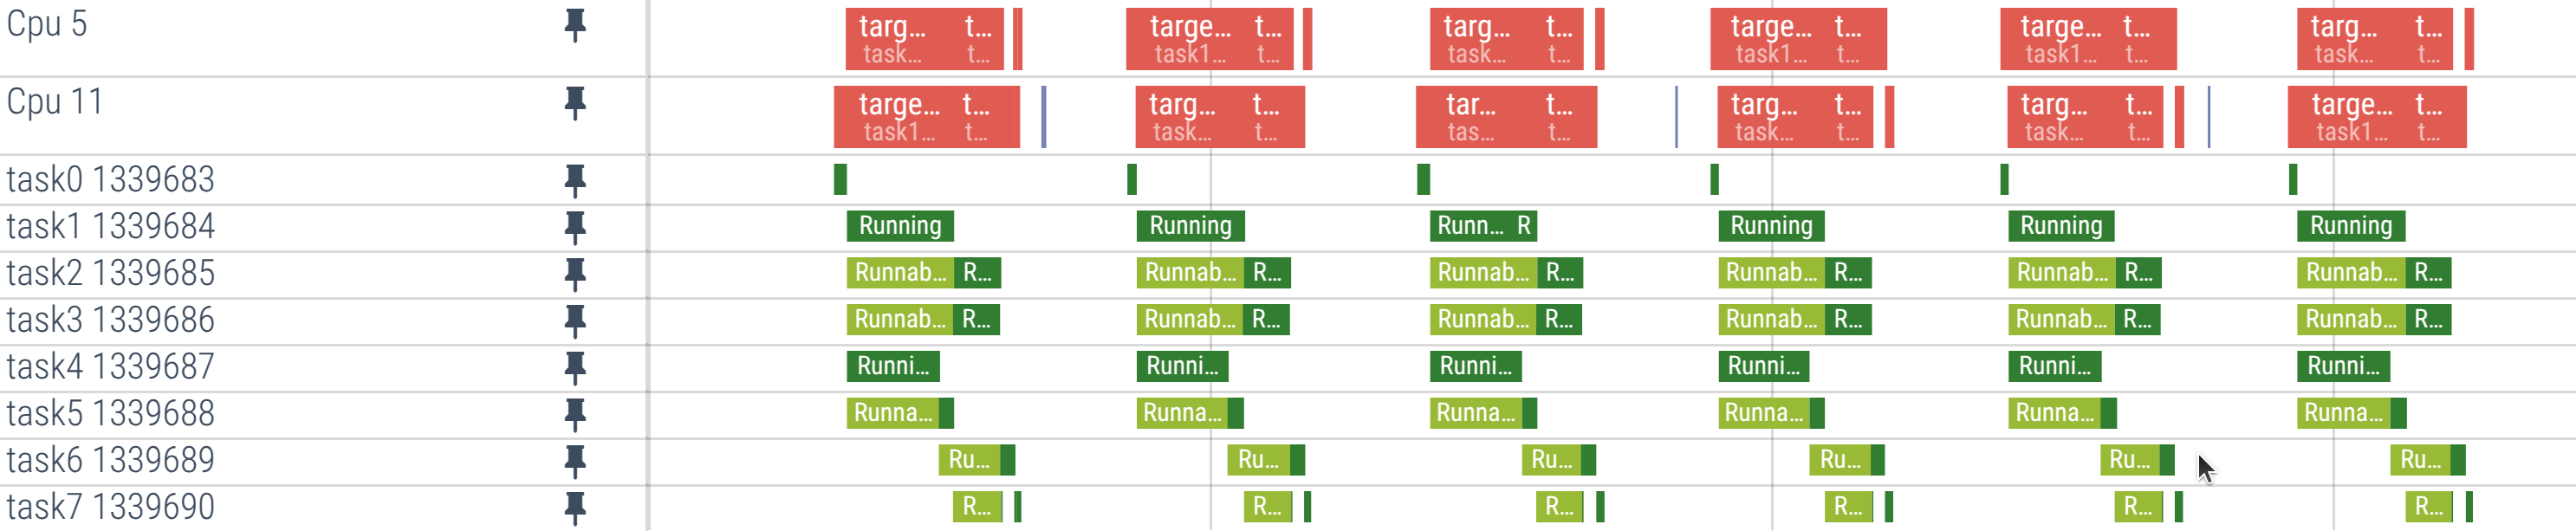 Cpu 5 targ... t... targe... t... targ... t... targe... t... targe... t... targ... t...
task... t... task1... t... task... t... task1... t... task1... t... task... t...
Cpu 11 targe... t... targ... t... tar... t... targ... t... targ... t... targe... t...
task1... t... task... t... tas... t... task... t... task... t... task1... t...
task0 1339683
task1 1339684 Running Running Runn... R Running Running Running
task2 1339685 Runnab... R... Runnab... R... Runnab... R... Runnab... R... Runnab... R... Runnab... R...
task3 1339686 Runnab... R... Runnab... R... Runnab... R... Runnab... R... Runnab... R... Runnab... R...
task4 1339687 Runni... Runni... Runni... Runni... Runni... Runni...
task5 1339688 Runna... Runna... Runna... Runna... Runna... Runna...
task6 1339689 Ru... Ru... Ru... Ru... Ru... Ru...
task7 1339690 R... R... R... R... R... R...